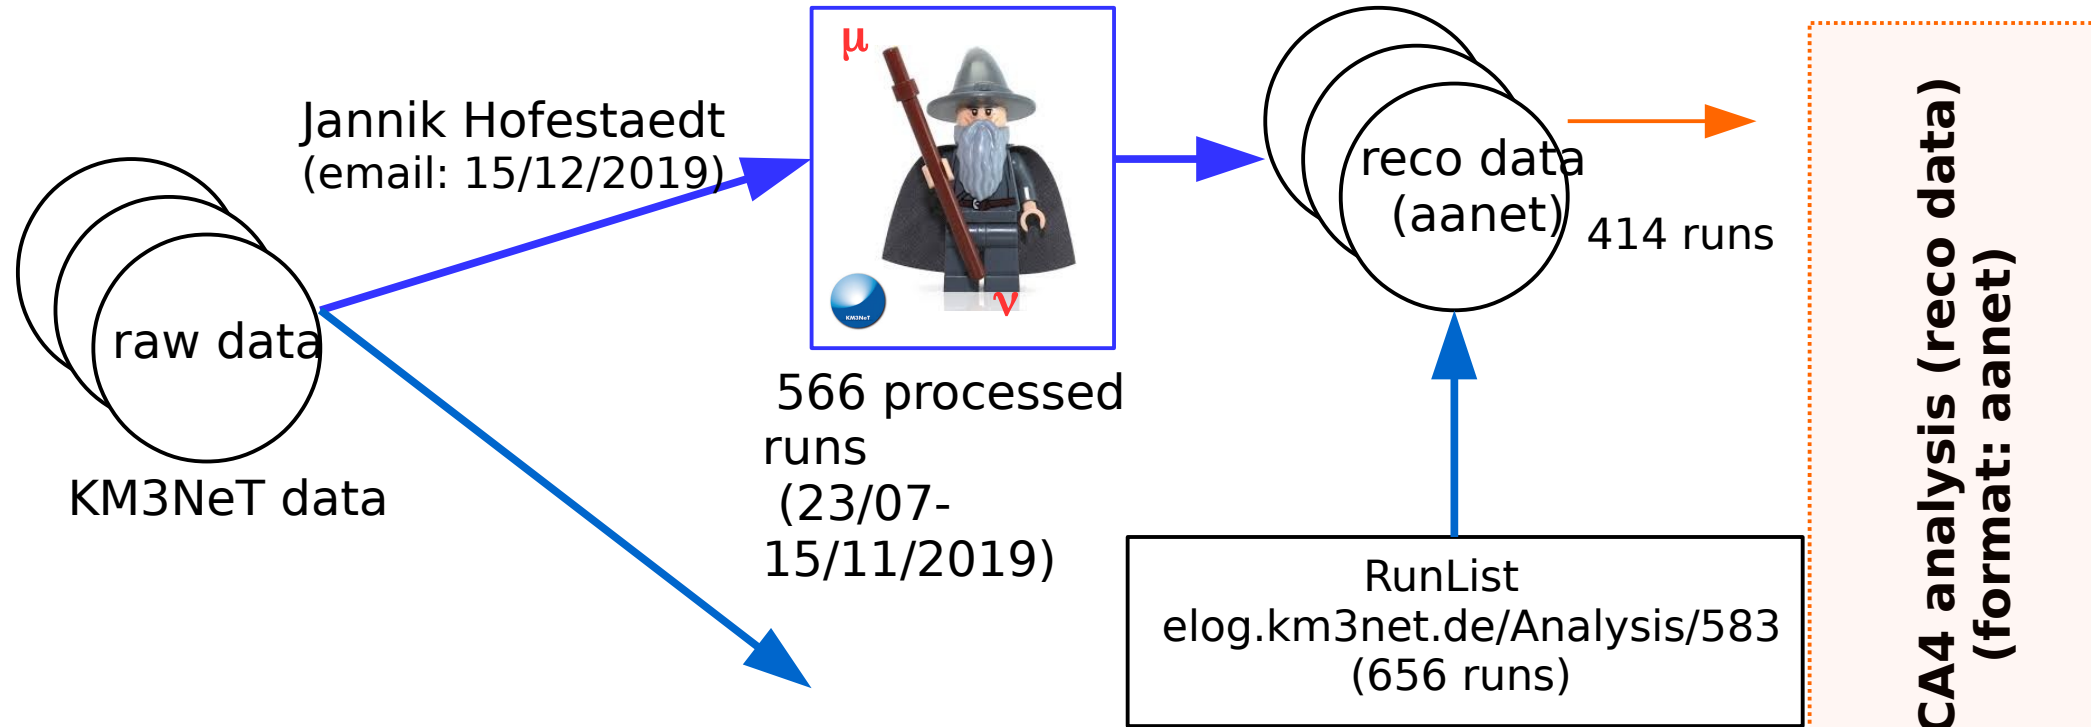 μ
Jannik Hofestaedt
(email: 15/12/2019)
raw data
KM3NeT data
KM3NeT
ν
566 processed
runs
(23/07-
15/11/2019)
reco data
(aanet)
414 runs
RunList
elog.km3net.de/Analysis/583
(656 runs)
CA4 analysis (reco data)
(format: aanet)